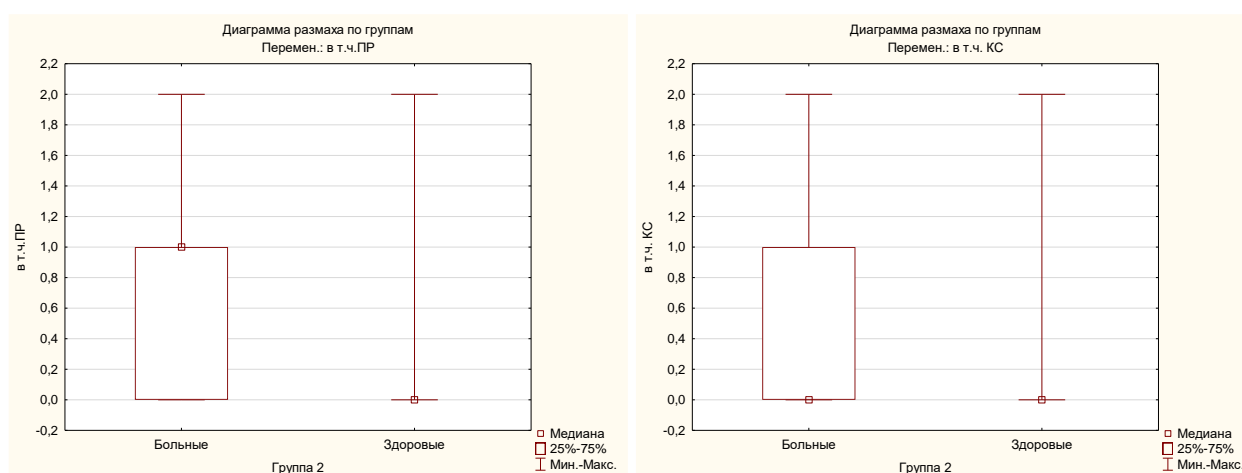 Диаграмма размаха по группам
Перемен.: в т.ч.ПР
2,2
2,0
1,8
1,6
1,4
1,2
1,0
0,8
0,6
0,4
0,2
0,0
-0,2
в т.ч.ПР
Больные
Здоровые
Группа 2
Медиана
25%-75%
Мин.-Макс.
Диаграмма размаха по группам
Перемен.: в т.ч. КС
2,2
2,0
1,8
1,6
1,4
1,2
1,0
0,8
0,6
0,4
0,2
0,0
-0,2
в т.ч. КС
Больные
Здоровые
Группа 2
Медиана
25%-75%
Мин.-Макс